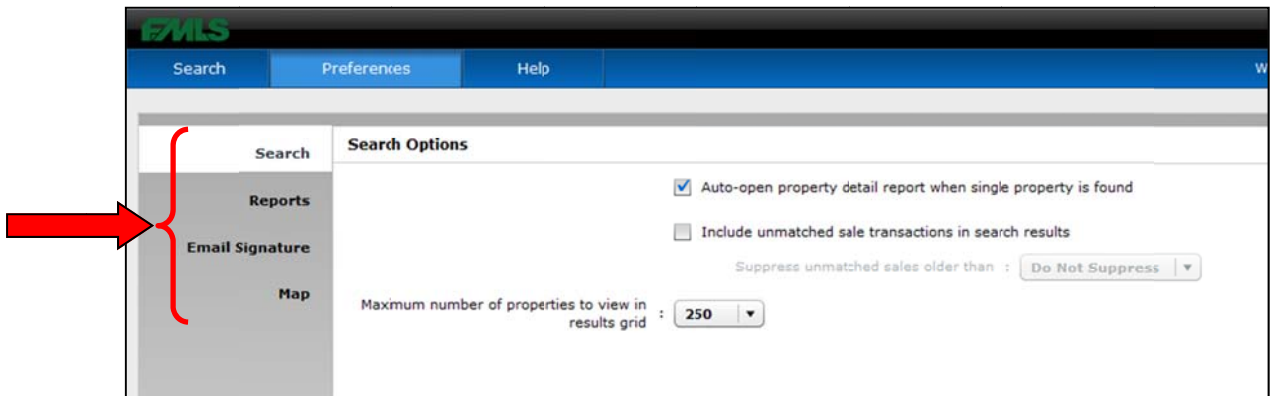 FMLS
Search Preferences Help W
Search
Reports
Email Signature
Map
Search Options
Auto-open property detail report when single property is found
Include unmatched sale transactions in search results
Suppress unmatched sales older than : Do Not Suppress
Maximum number of properties to view in
results grid : 250